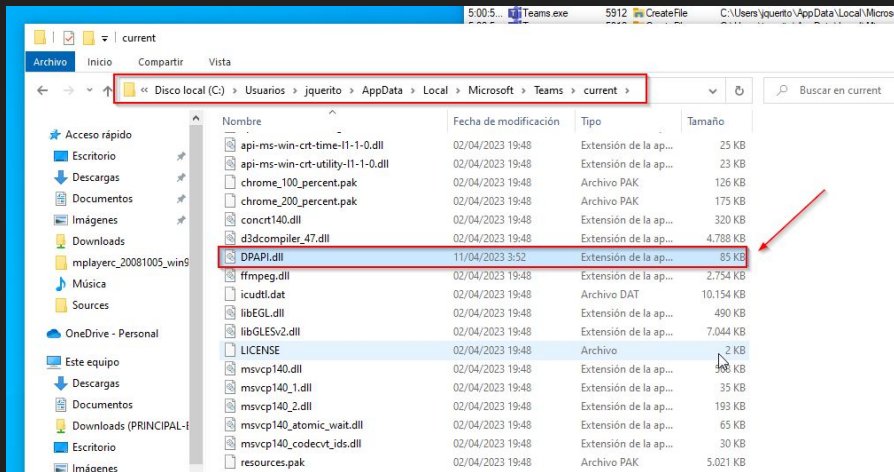 5:00:5... Teams.exe 5912 CreateFile C:\Users\jquerito\AppData\Local\Micros
current
Archivo Inicio Compartir Vista
« Disco local (C:) › Usuarios › jquerito › AppData › Local › Microsoft › Teams › current ›
Buscar en current
Nombre Fecha de modificación Tipo Tamaño
Acceso rápido
Escritorio
Descargas
Documentos
Imágenes
Downloads
mplayerc_20081005_win9
Música
Sources
OneDrive - Personal
Este equipo
Descargas
Documentos
Downloads (PRINCIPAL-E
Escritorio
Imágenes
api-ms-win-crt-time-l1-1-0.dll 02/04/2023 19:48 Extensión de la ap... 25 KB
api-ms-win-crt-utility-l1-1-0.dll 02/04/2023 19:48 Extensión de la ap... 23 KB
chrome_100_percent.pak 02/04/2023 19:48 Archivo PAK 126 KB
chrome_200_percent.pak 02/04/2023 19:48 Archivo PAK 175 KB
concrt140.dll 02/04/2023 19:48 Extensión de la ap... 320 KB
d3dcompiler_47.dll 02/04/2023 19:48 Extensión de la ap... 4.788 KB
DPAPI.dll 11/04/2023 3:52 Extensión de la ap... 85 KB
ffmpeg.dll 02/04/2023 19:48 Extensión de la ap... 2.754 KB
icudtl.dat 02/04/2023 19:48 Archivo DAT 10.154 KB
libEGL.dll 02/04/2023 19:48 Extensión de la ap... 490 KB
libGLESv2.dll 02/04/2023 19:48 Extensión de la ap... 7.044 KB
LICENSE 02/04/2023 19:48 Archivo 2 KB
msvcp140.dll 02/04/2023 19:48 Extensión de la ap... KB
msvcp140_1.dll 02/04/2023 19:48 Extensión de la ap... 35 KB
msvcp140_2.dll 02/04/2023 19:48 Extensión de la ap... 193 KB
msvcp140_atomic_wait.dll 02/04/2023 19:48 Extensión de la ap... 65 KB
msvcp140_codecvt_ids.dll 02/04/2023 19:48 Extensión de la ap... 30 KB
resources.pak 02/04/2023 19:48 Archivo PAK 5.021 KB